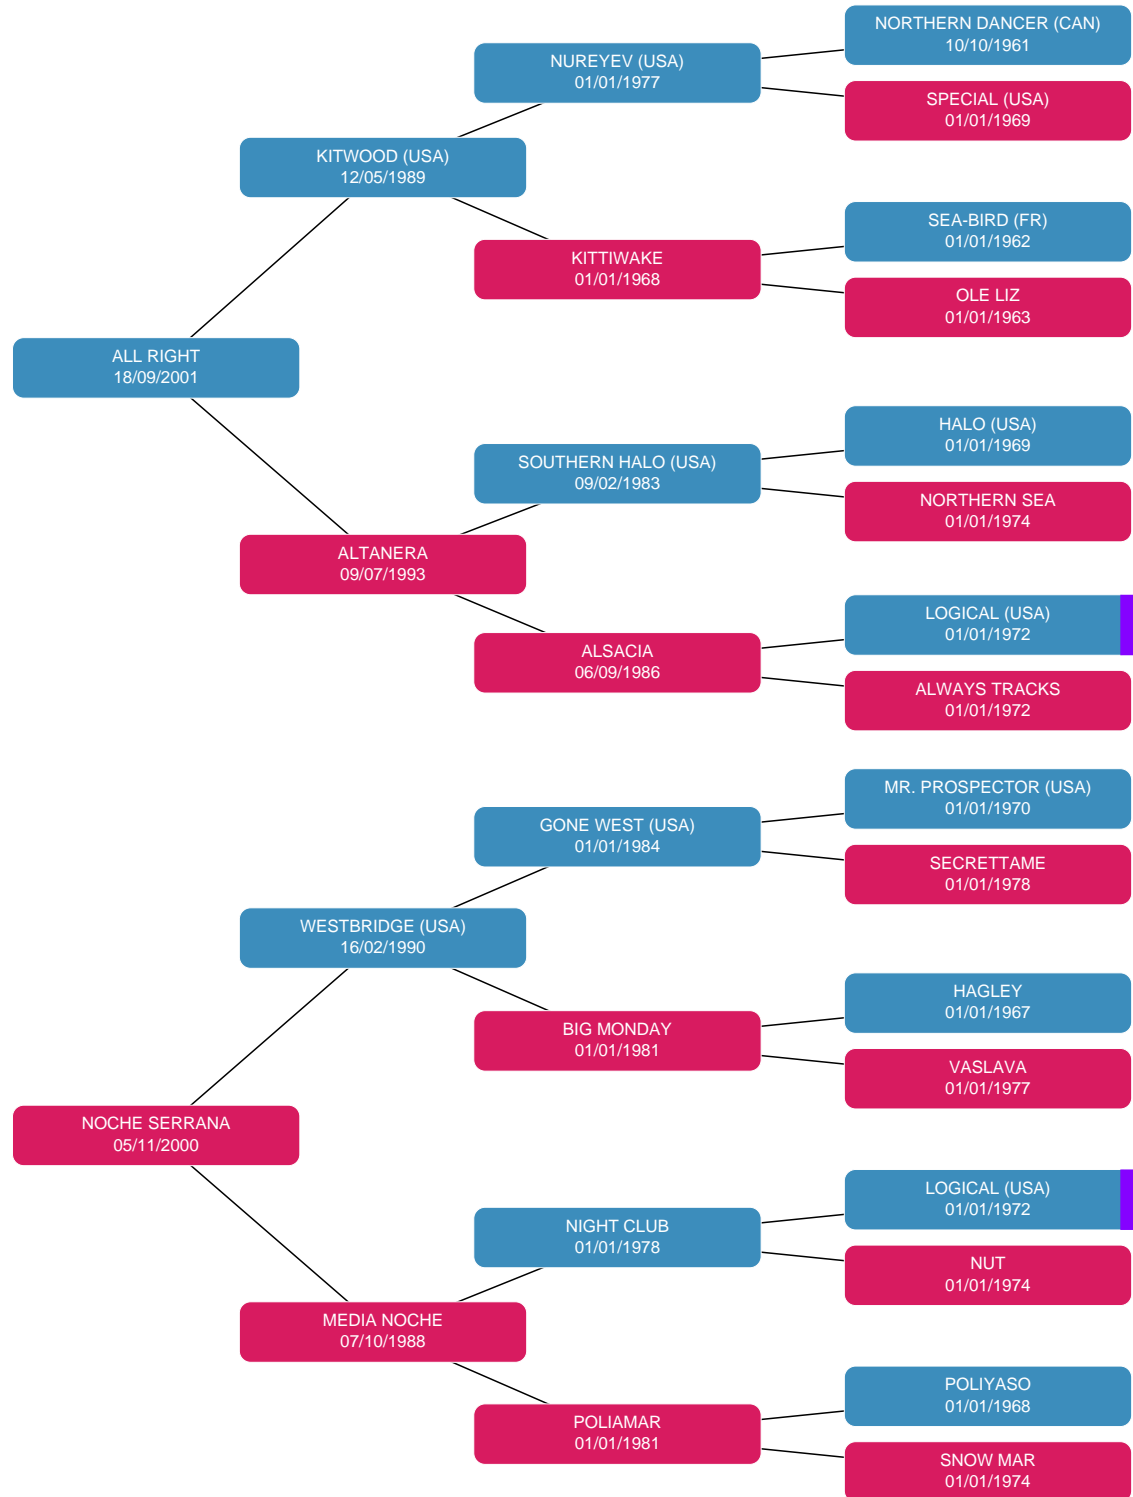 NORTHERN DANCER (CAN)
10/10/1961
NUREYEV (USA)
01/01/1977
SPECIAL (USA)
01/01/1969
KITWOOD (USA)
12/05/1989
SEA-BIRD (FR)
01/01/1962
KITTIWAKE
01/01/1968
OLE LIZ
01/01/1963
ALL RIGHT
18/09/2001
HALO (USA)
01/01/1969
SOUTHERN HALO (USA)
09/02/1983
NORTHERN SEA
01/01/1974
ALTANERA
09/07/1993
LOGICAL (USA)
01/01/1972
ALSACIA
06/09/1986
ALWAYS TRACKS
01/01/1972
MR. PROSPECTOR (USA)
01/01/1970
GONE WEST (USA)
01/01/1984
SECRETTAME
01/01/1978
WESTBRIDGE (USA)
16/02/1990
HAGLEY
01/01/1967
BIG MONDAY
01/01/1981
VASLAVA
01/01/1977
NOCHE SERRANA
05/11/2000
LOGICAL (USA)
01/01/1972
NIGHT CLUB
01/01/1978
NUT
01/01/1974
MEDIA NOCHE
07/10/1988
POLIYASO
01/01/1968
POLIAMAR
01/01/1981
SNOW MAR
01/01/1974